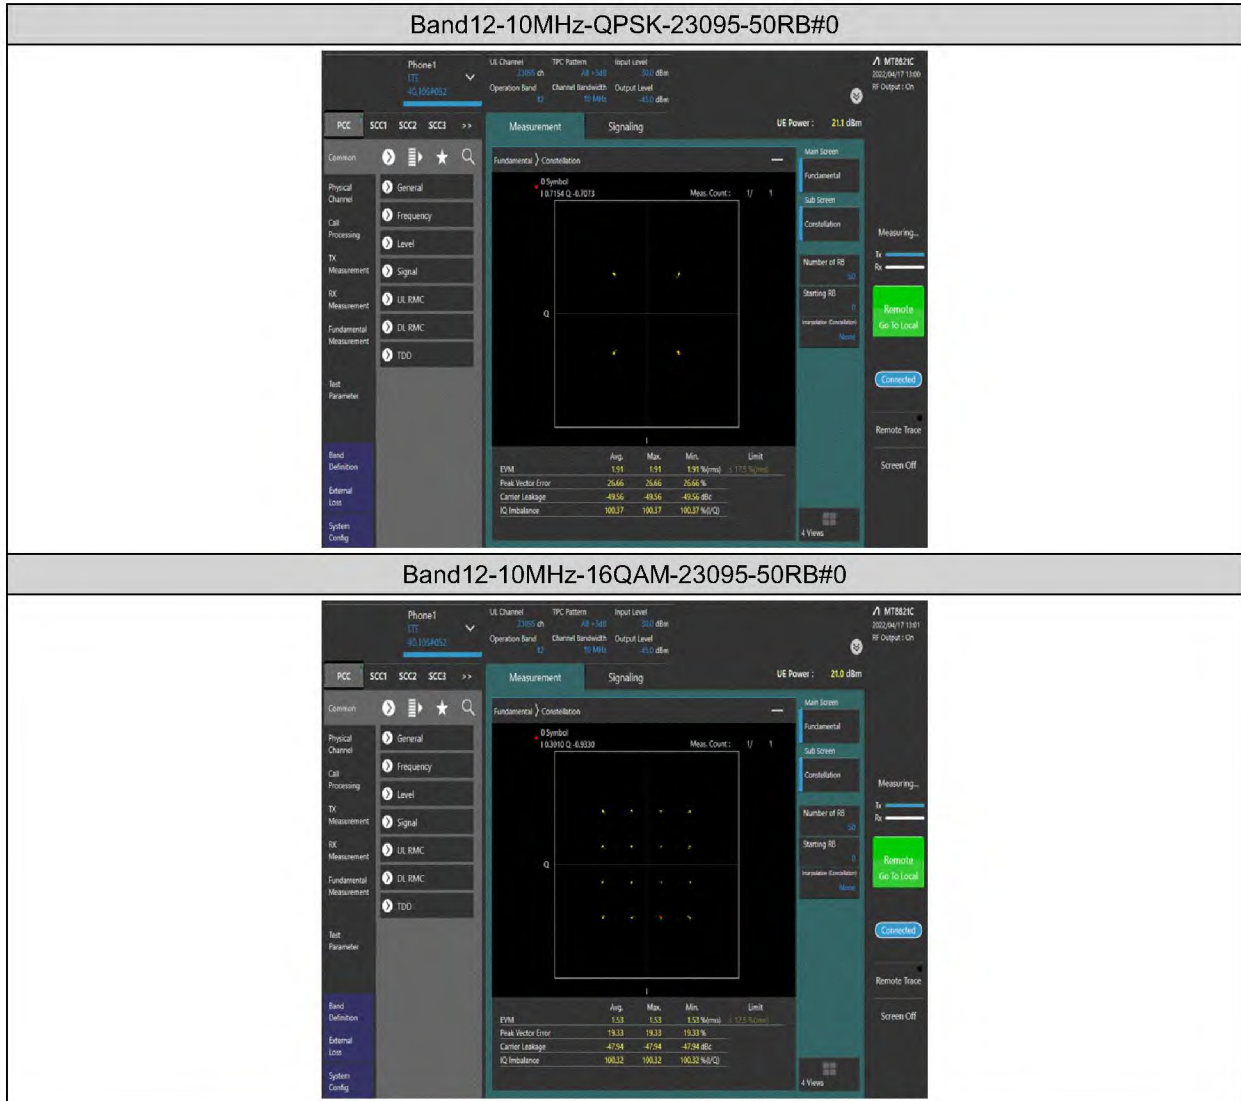 Band12-10MHz-QPSK-23095-50RB#0
Phone1
LTE
UL Channel TPC Pattern Input Level
23095 ch All +3dB 30.0 dBm
Operation Band Channel Bandwidth Output Level
12 10 MHz -45.0 dBm
MT8821C
2022/04/17 13:00
RF Output : On
PCC SCC1 SCC2 SCC3 >>
Measurement Signaling
UE Power : 21.1 dBm
Common
Physical
Channel
Call
Processing
TX
Measurement
RX
Measurement
Fundamental
Measurement
Test
Parameter
Band
Definition
External
Loss
System
Config
General
Frequency
Level
Signal
UL RMC
DL RMC
TDD
Fundamental > Constellation
0 Symbol
I 0.7154 Q -0.7073 Meas. Count : 1/ 1
Q
I
Avg. Max. Min. Limit
EVM 1.91 1.91 1.91 %(rms) ≤ 17.5 %(rms)
Peak Vector Error 26.66 26.66 26.66 %
Carrier Leakage -49.56 -49.56 -49.56 dBc
IQ Imbalance 100.37 100.37 100.37 %(I/Q)
Main Screen
Fundamental
Sub Screen
Constellation
Number of RB
50
Starting RB
0
None
4 Views
Measuring...
Tx
Rx
Remote
Go To Local
Connected
Remote Trace
Screen Off
Band12-10MHz-16QAM-23095-50RB#0
Phone1
LTE
UL Channel TPC Pattern Input Level
23095 ch All +3dB 30.0 dBm
Operation Band Channel Bandwidth Output Level
12 10 MHz -45.0 dBm
MT8821C
2022/04/17 13:01
RF Output : On
PCC SCC1 SCC2 SCC3 >>
Measurement Signaling
UE Power : 21.0 dBm
Common
Physical
Channel
Call
Processing
TX
Measurement
RX
Measurement
Fundamental
Measurement
Test
Parameter
Band
Definition
External
Loss
System
Config
General
Frequency
Level
Signal
UL RMC
DL RMC
TDD
Fundamental > Constellation
0 Symbol
I 0.3010 Q -0.9330 Meas. Count : 1/ 1
Q
I
Avg. Max. Min. Limit
EVM 1.53 1.53 1.53 %(rms) ≤ 12.5 %(rms)
Peak Vector Error 19.33 19.33 19.33 %
Carrier Leakage -47.94 -47.94 -47.94 dBc
IQ Imbalance 100.32 100.32 100.32 %(I/Q)
Main Screen
Fundamental
Sub Screen
Constellation
Number of RB
50
Starting RB
0
None
4 Views
Measuring...
Tx
Rx
Remote
Go To Local
Connected
Remote Trace
Screen Off